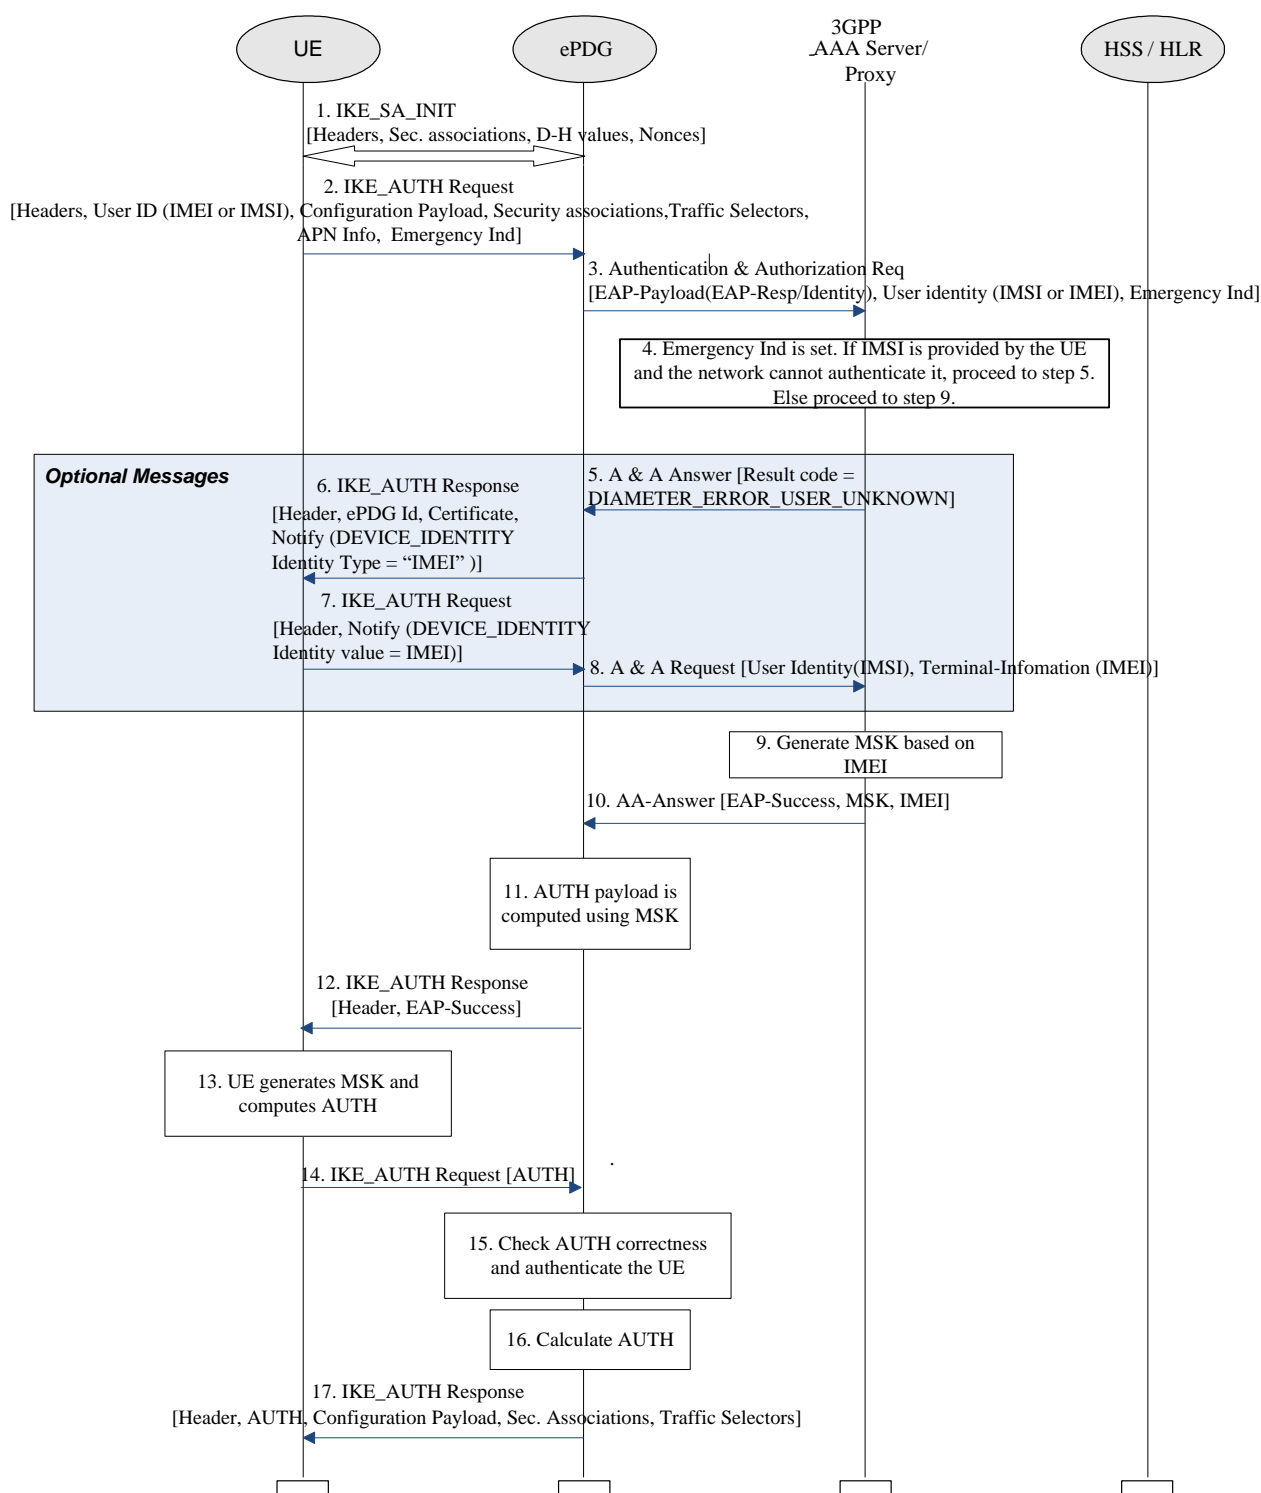 UE
ePDG
3GPP
AAA Server/
Proxy
HSS / HLR
1. IKE_SA_INIT
[Headers, Sec. associations, D-H values, Nonces]
2. IKE_AUTH Request
[Headers, User ID (IMEI or IMSI), Configuration Payload, Security associations,Traffic Selectors,
APN Info, Emergency Ind]
3. Authentication & Authorization Req
[EAP-Payload(EAP-Resp/Identity), User identity (IMSI or IMEI), Emergency Ind]
4. Emergency Ind is set. If IMSI is provided by the UE
and the network cannot authenticate it, proceed to step 5.
Else proceed to step 9.
Optional Messages
5. A & A Answer [Result code =
DIAMETER_ERROR_USER_UNKNOWN]
6. IKE_AUTH Response
[Header, ePDG Id, Certificate,
Notify (DEVICE_IDENTITY
Identity Type = “IMEI” )]
7. IKE_AUTH Request
[Header, Notify (DEVICE_IDENTITY
Identity value = IMEI)]
8. A & A Request [User Identity(IMSI), Terminal-Infomation (IMEI)]
9. Generate MSK based on
IMEI
10. AA-Answer [EAP-Success, MSK, IMEI]
11. AUTH payload is
computed using MSK
12. IKE_AUTH Response
[Header, EAP-Success]
13. UE generates MSK and
computes AUTH
14. IKE_AUTH Request [AUTH]
.
15. Check AUTH correctness
and authenticate the UE
16. Calculate AUTH
17. IKE_AUTH Response
[Header, AUTH, Configuration Payload, Sec. Associations, Traffic Selectors]